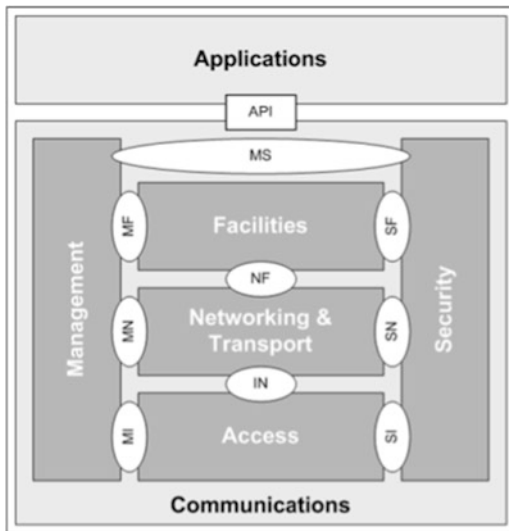 Applications
API
MS
Management
MF
Facilities
SF
Security
NF
MN
Networking &
Transport
SN
IN
MI
Access
SI
Communications